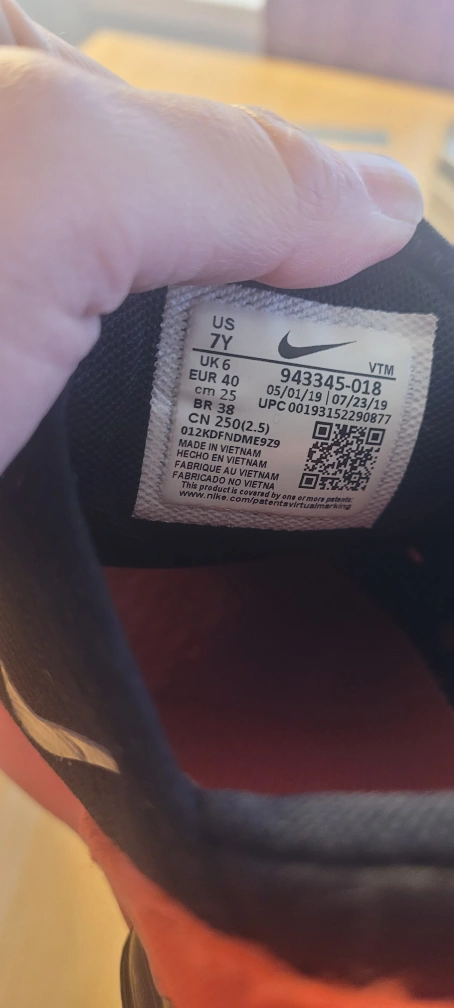 US
7Y
UK 6
EUR 40
cm 25
BR 38
CN 250(2.5)
VTM
943345-018
05/01/19 | 07/23/19
UPC 00193152290877
012KDFNDME9Z9
MADE IN VIETNAM
HECHO EN VIETNAM
FABRIQUE AU VIETNAM
FABRICADO NO VIETNA
This product is covered by one or more patents:
www.nike.com/patentsvirtualmarking